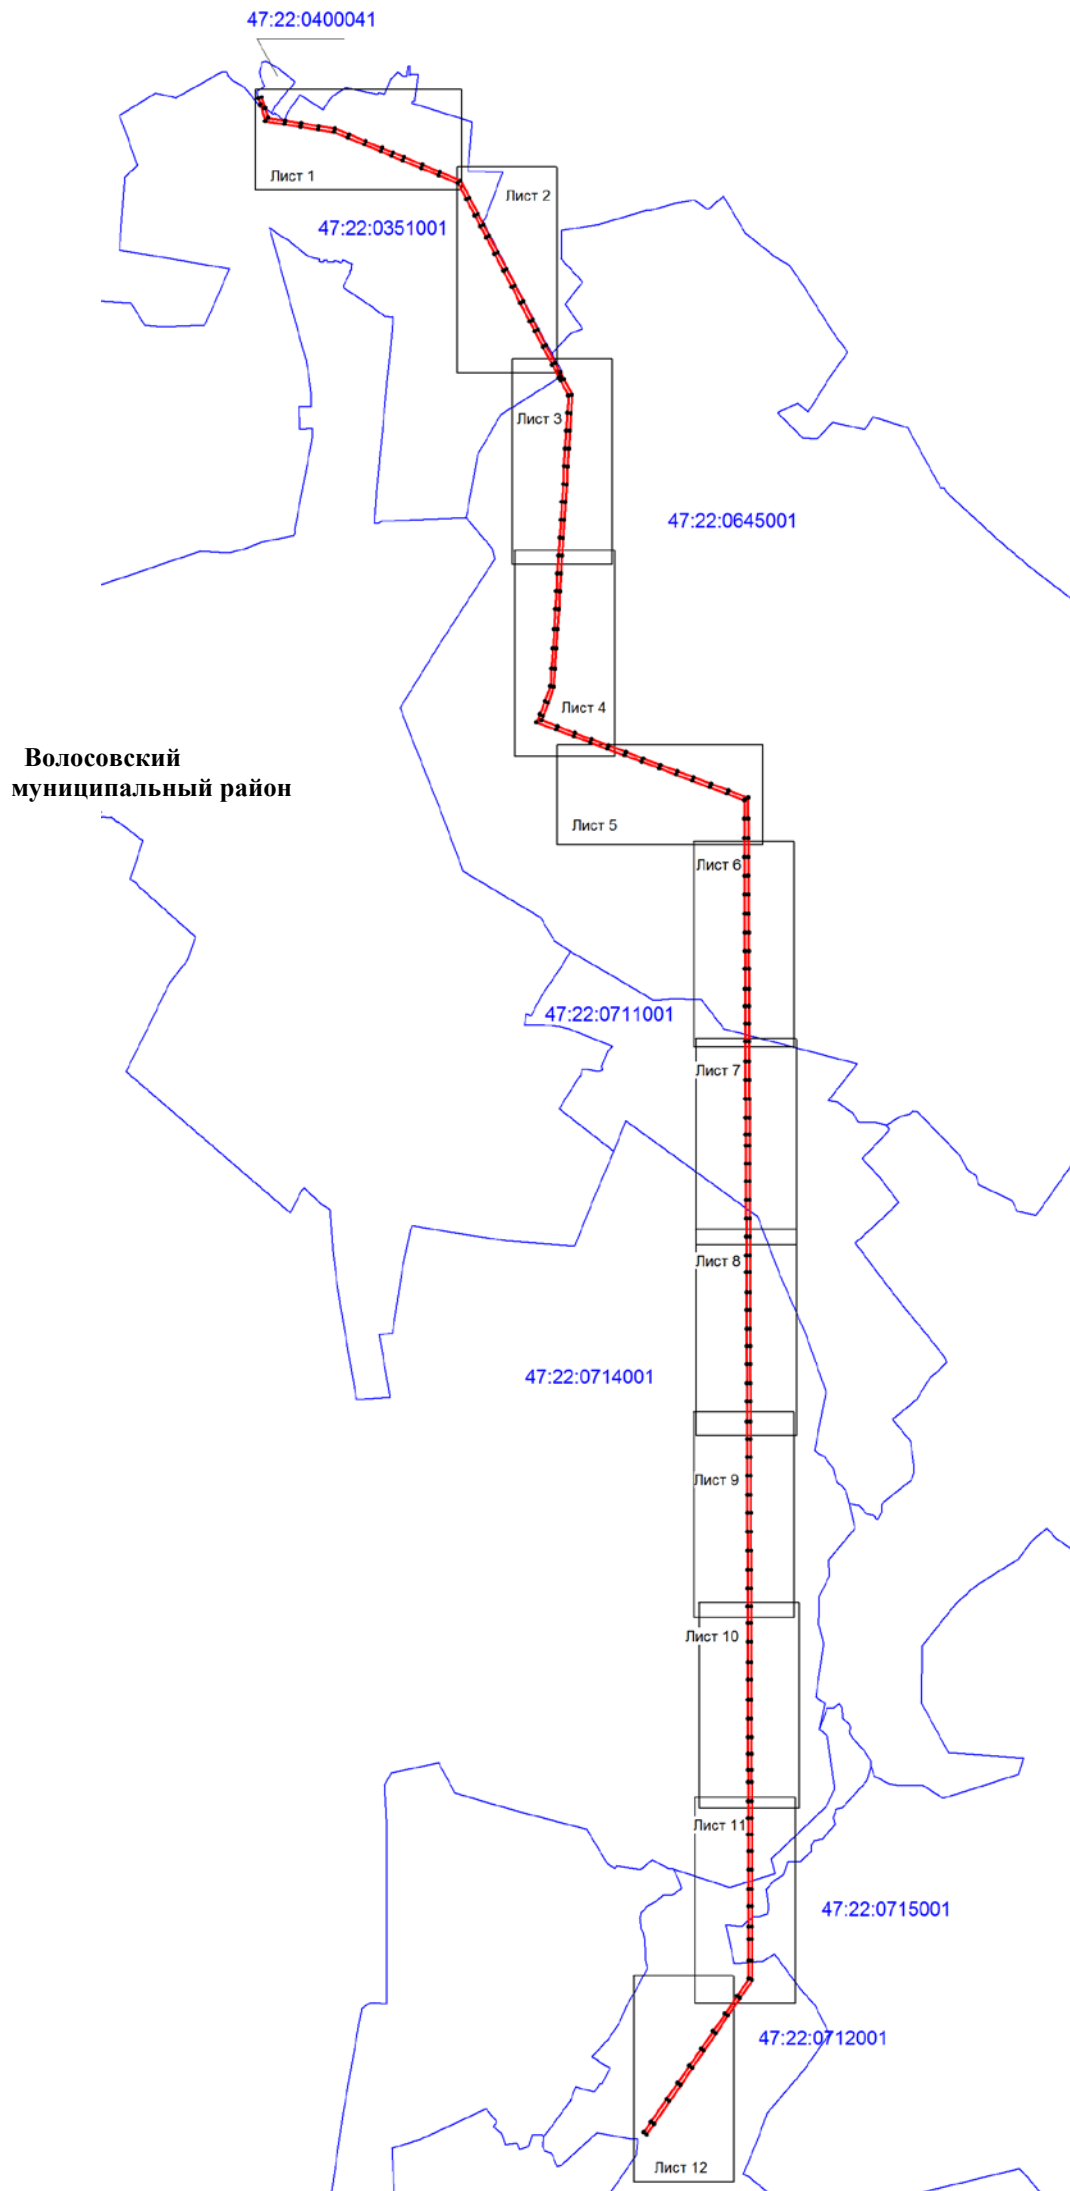 47:22:0400041
Лист 1
Лист 2
47:22:0351001
Лист 3
47:22:0645001
Лист 4
Волосовский
муниципальный район
Лист 5
Лист 6
47:22:0711001
Лист 7
Лист 8
47:22:0714001
Лист 9
Лист 10
Лист 11
47:22:0715001
47:22:0712001
Лист 12